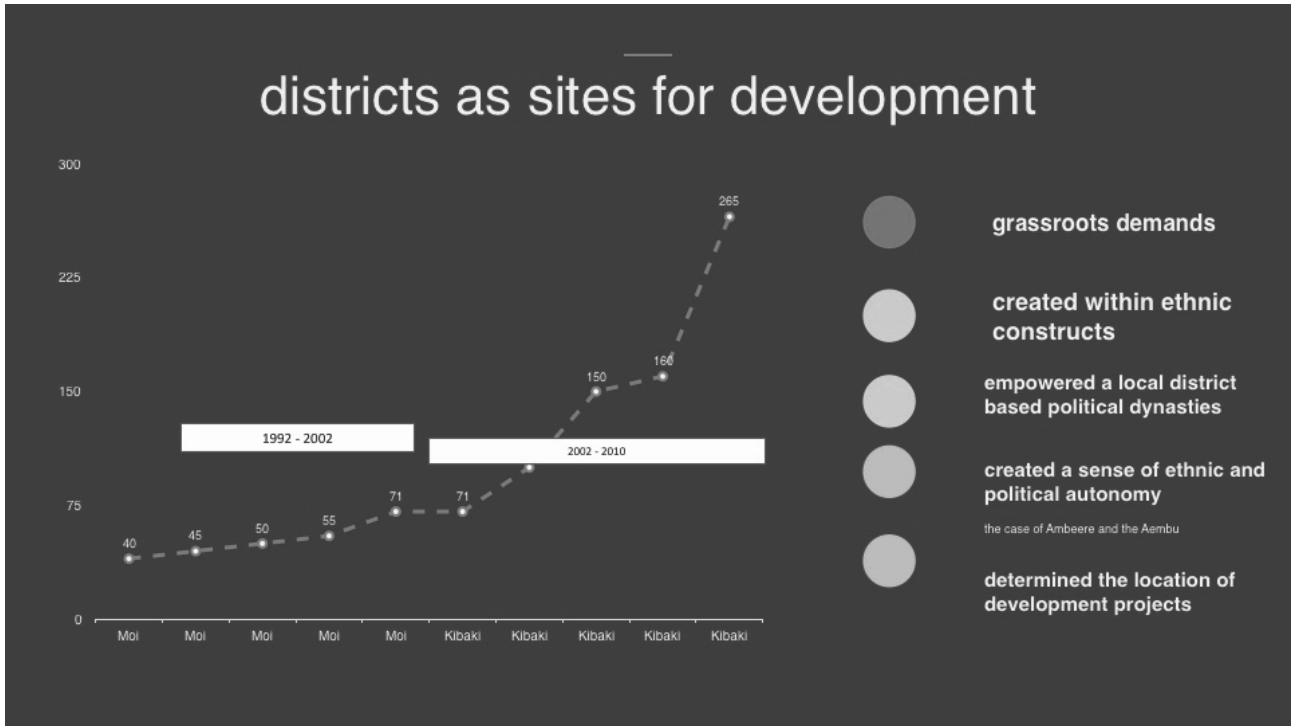 districts as sites for development
300
225
150
75
0
40
45
50
55
71
71
150
160
265
1992 - 2002
2002 - 2010
Moi Moi Moi Moi Moi Kibaki Kibaki Kibaki Kibaki Kibaki
grassroots demands
created within ethnic
constructs
empowered a local district
based political dynasties
created a sense of ethnic and
political autonomy
the case of Ambeere and the Aembu
determined the location of
development projects